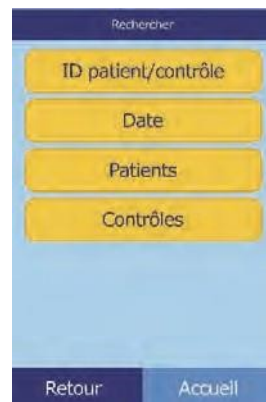 Rechercher
ID patient/contrôle
Date
Patients
Contrôles
Retour
Accueil